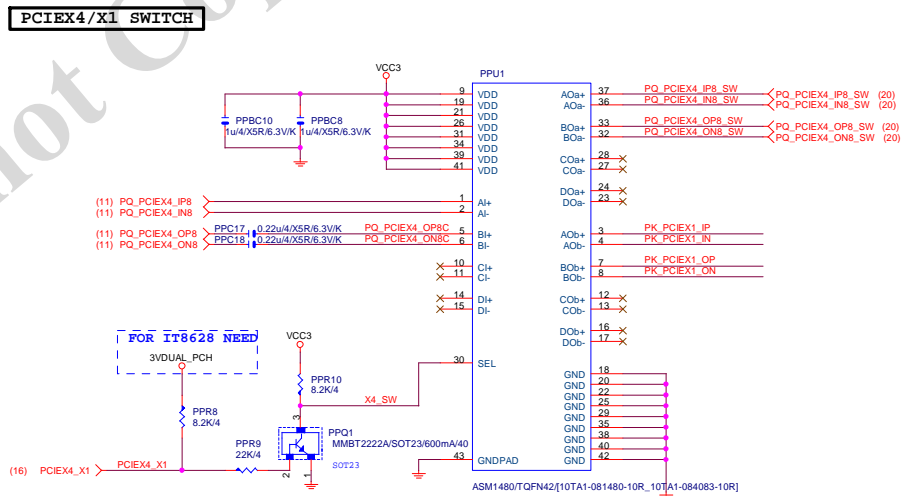 PCIEX4/X1 SWITCH
Not Copy
VCC3
PPU1
PPBC10
1u/4/X5R/6.3V/K
PPBC8
1u/4/X5R/6.3V/K
9 VDD
19 VDD
21 VDD
26 VDD
31 VDD
34 VDD
39 VDD
41 VDD
AOa+ 37 PQ_PCIEX4_IP8_SW PQ_PCIEX4_IP8_SW (20)
AOa- 36 PQ_PCIEX4_IN8_SW PQ_PCIEX4_IN8_SW (20)
BOa+ 33 PQ_PCIEX4_OP8_SW PQ_PCIEX4_OP8_SW (20)
BOa- 32 PQ_PCIEX4_ON8_SW PQ_PCIEX4_ON8_SW (20)
COa+ 28
COa- 27
DOa+ 24
DOa- 23
(11) PQ_PCIEX4_IP8 1 AI+
(11) PQ_PCIEX4_IN8 2 AI-
(11) PQ_PCIEX4_OP8 PPC17 0.22u/4/X5R/6.3V/K PQ_PCIEX4_OP8C 5 BI+
(11) PQ_PCIEX4_ON8 PPC18 0.22u/4/X5R/6.3V/K PQ_PCIEX4_ON8C 6 BI-
10 CI+
11 CI-
14 DI+
15 DI-
AOb+ 3 PK_PCIEX1_IP
AOb- 4 PK_PCIEX1_IN
BOb+ 7 PK_PCIEX1_OP
BOb- 8 PK_PCIEX1_ON
COb+ 12
COb- 13
DOb+ 16
DOb- 17
FOR IT8628 NEED
3VDUAL_PCH
VCC3
30 SEL
PPR10
8.2K/4
X4_SW
PPR8
8.2K/4
PPR9
22K/4
3
PPQ1
MMBT2222A/SOT23/600mA/40
SOT23
2
1
(16) PCIEX4_X1 PCIEX4_X1
43 GNDPAD
GND 18
GND 20
GND 22
GND 25
GND 29
GND 35
GND 38
GND 40
GND 42
ASM1480/TQFN42/[10TA1-081480-10R_10TA1-084083-10R]